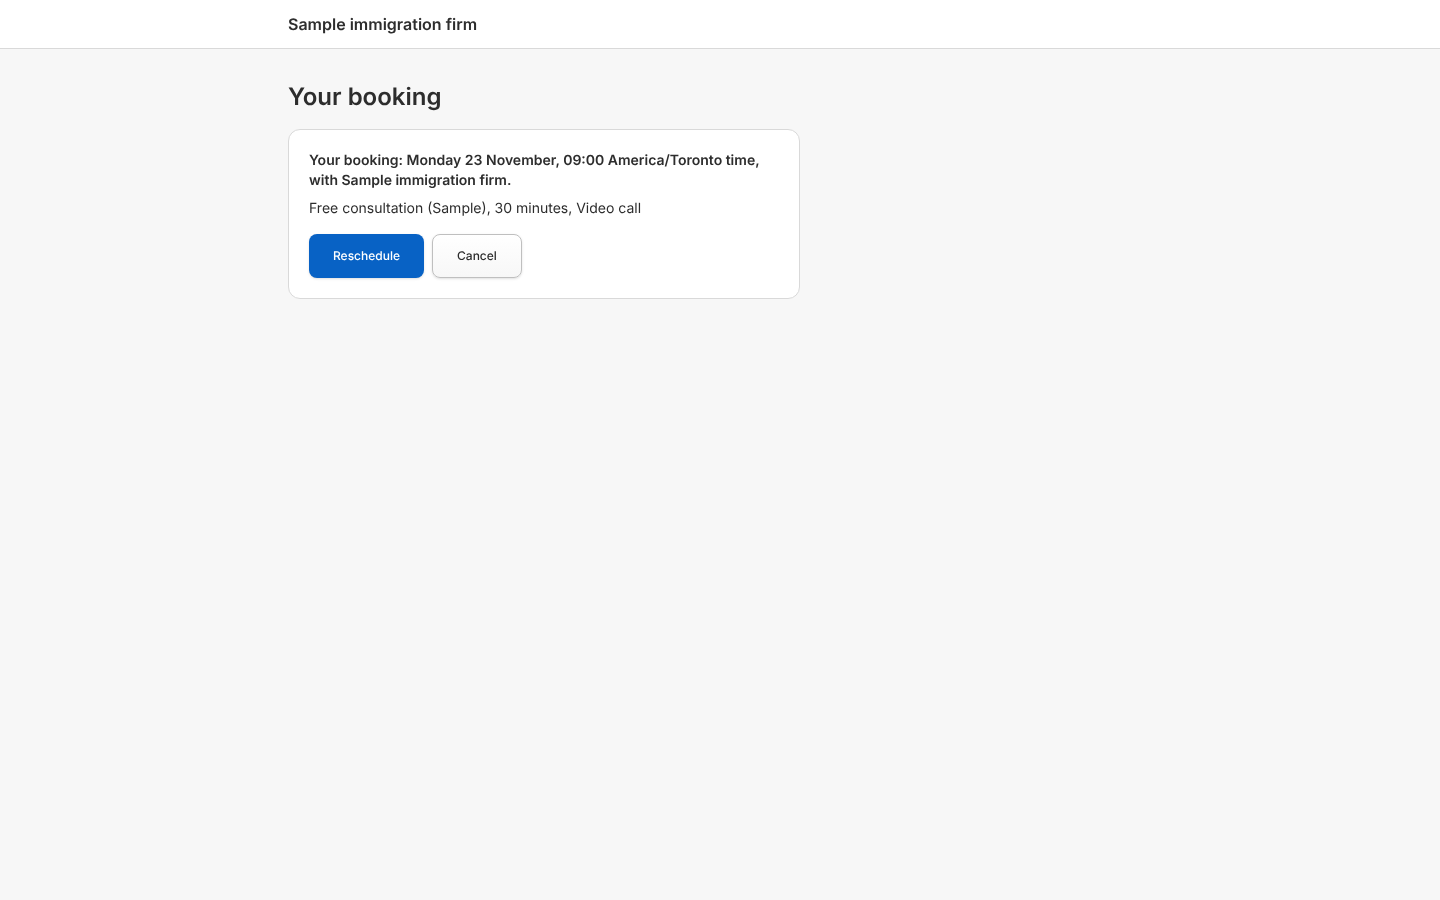 Sample immigration firm
Your booking
Your booking: Monday 23 November, 09:00 America/Toronto time,
with Sample immigration firm.
Free consultation (Sample), 30 minutes, Video call
Reschedule
Cancel